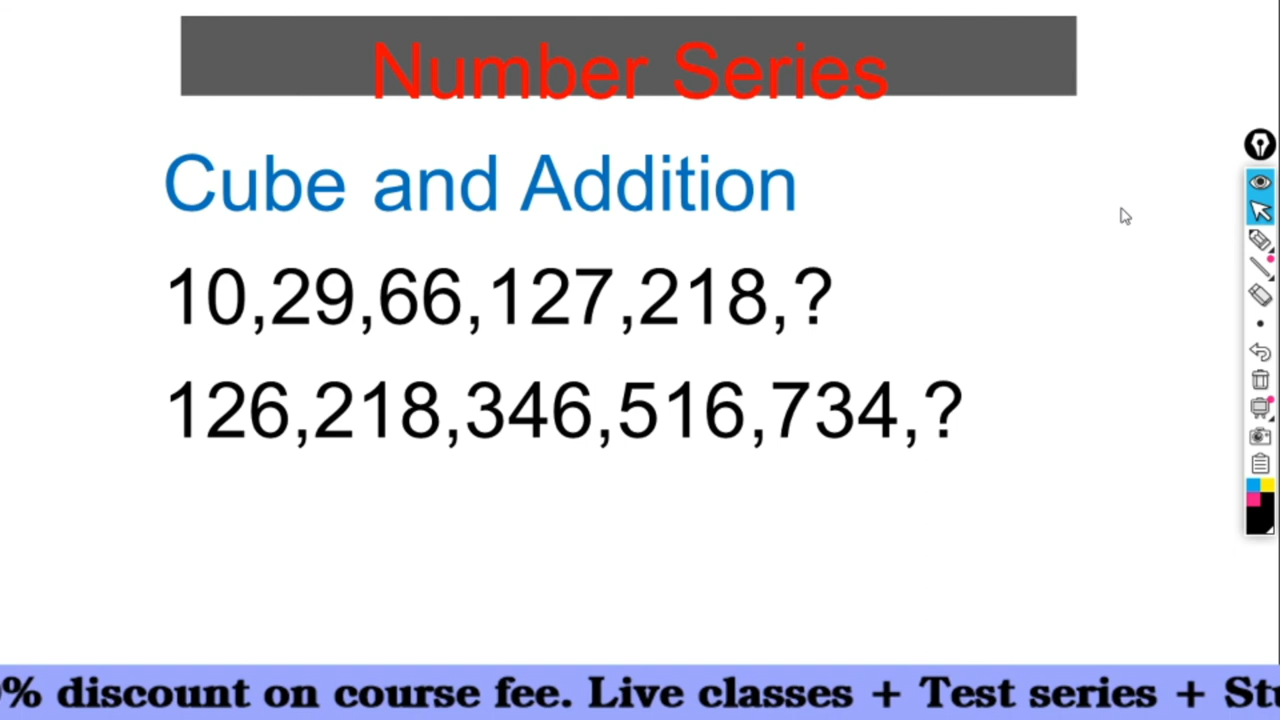 Number Series
Cube and Addition
10,29,66,127,218,?
126,218,346,516,734,?
% discount on course fee. Live classes + Test series +